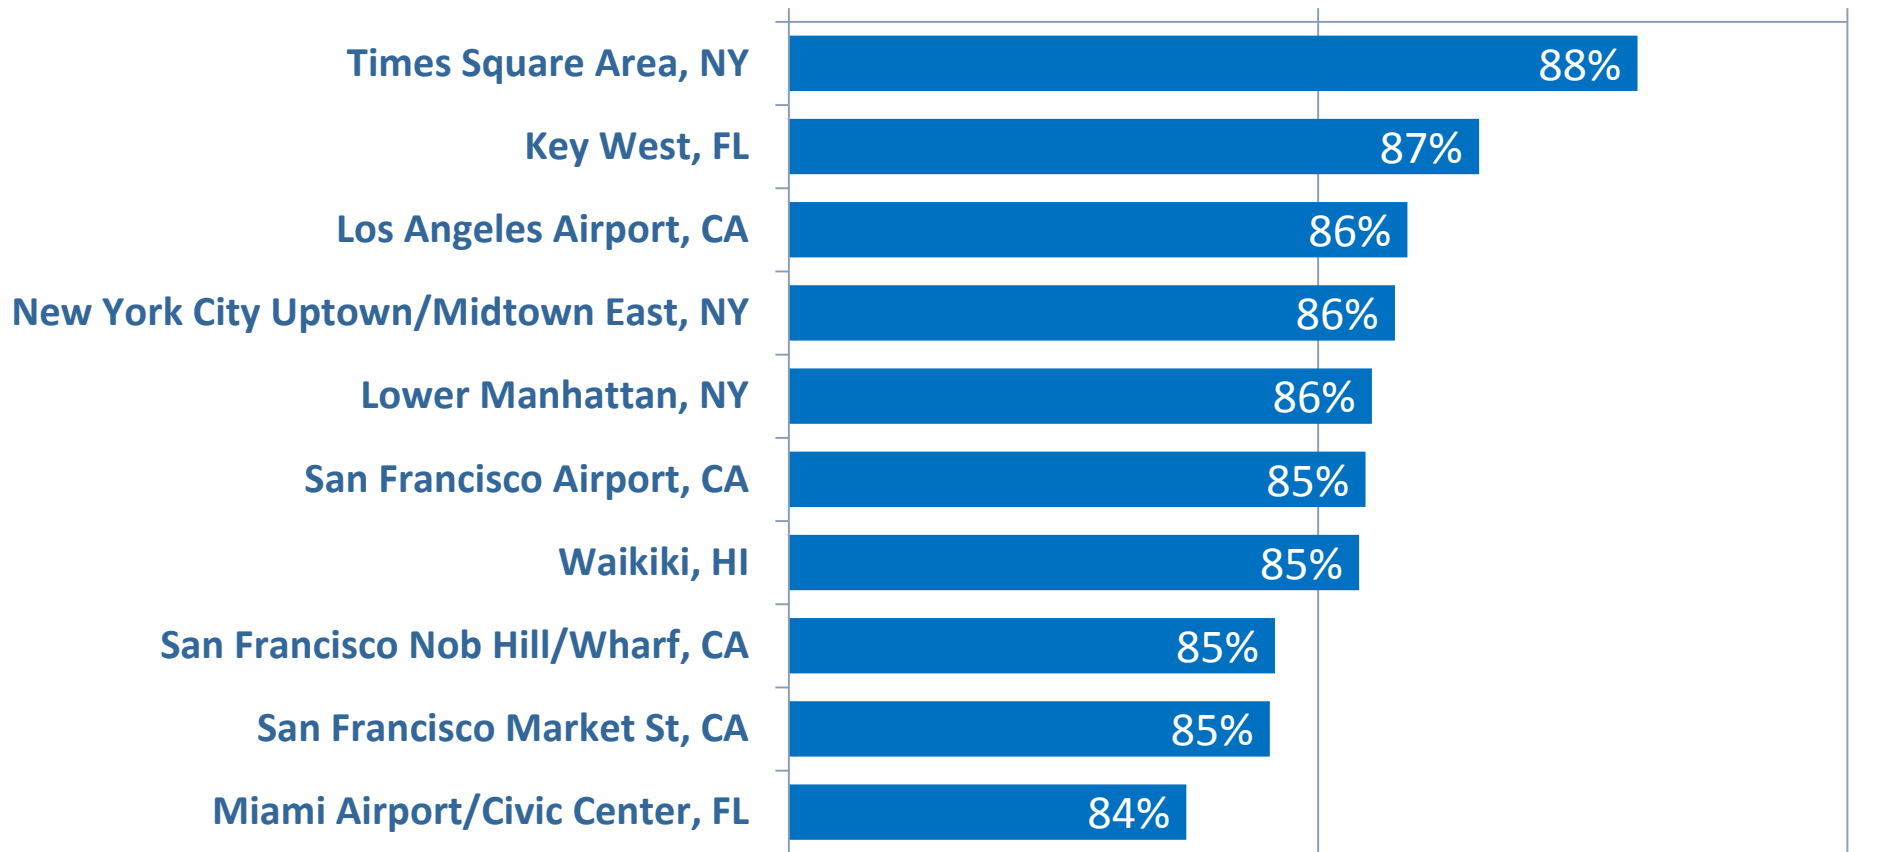 Times Square Area, NY 88%
Key West, FL 87%
Los Angeles Airport, CA 86%
New York City Uptown/Midtown East, NY 86%
Lower Manhattan, NY 86%
San Francisco Airport, CA 85%
Waikiki, HI 85%
San Francisco Nob Hill/Wharf, CA 85%
San Francisco Market St, CA 85%
Miami Airport/Civic Center, FL 84%